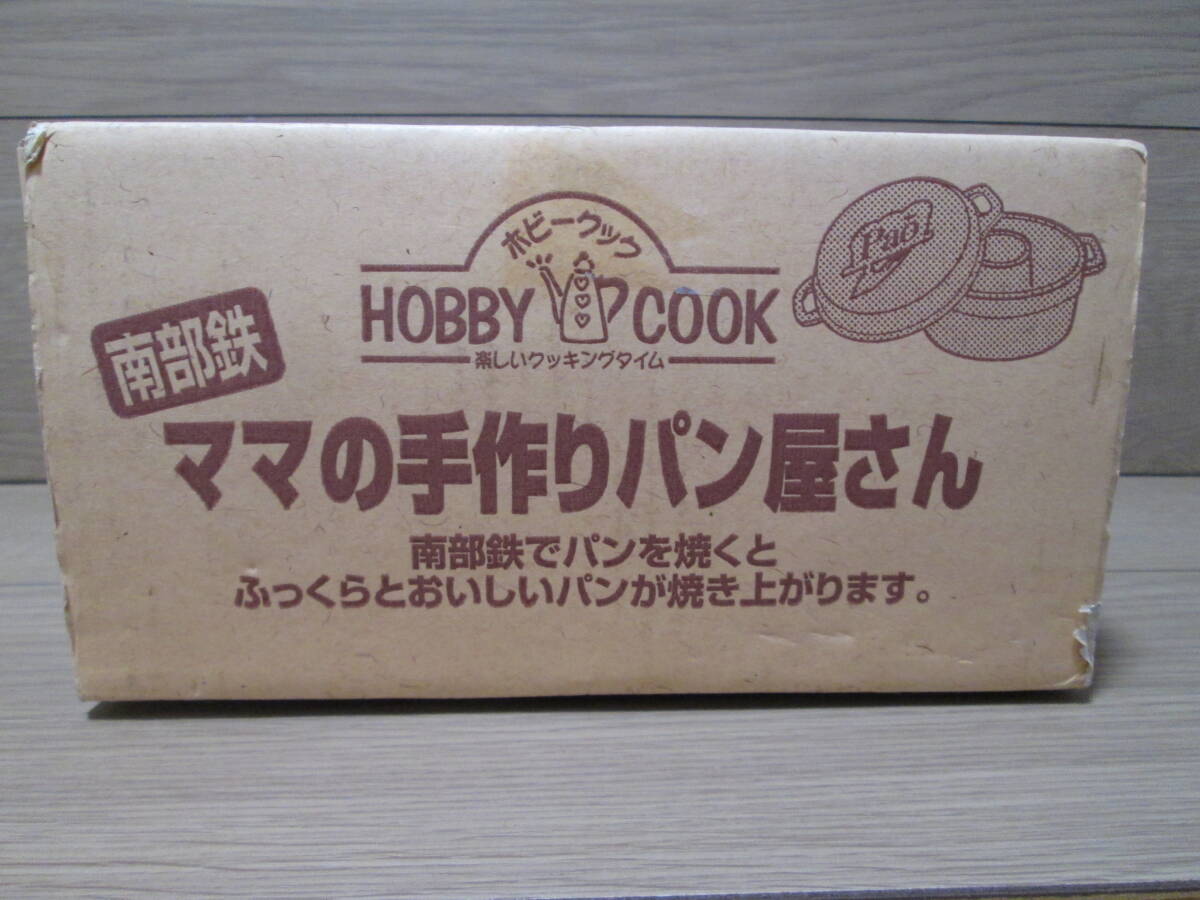 ホビークック
HOBBY COOK
楽しいクッキングタイム
南部鉄
ママの手作りパン屋さん
南部鉄でパンを焼くと
ふっくらとおいしいパンが焼き上がります。